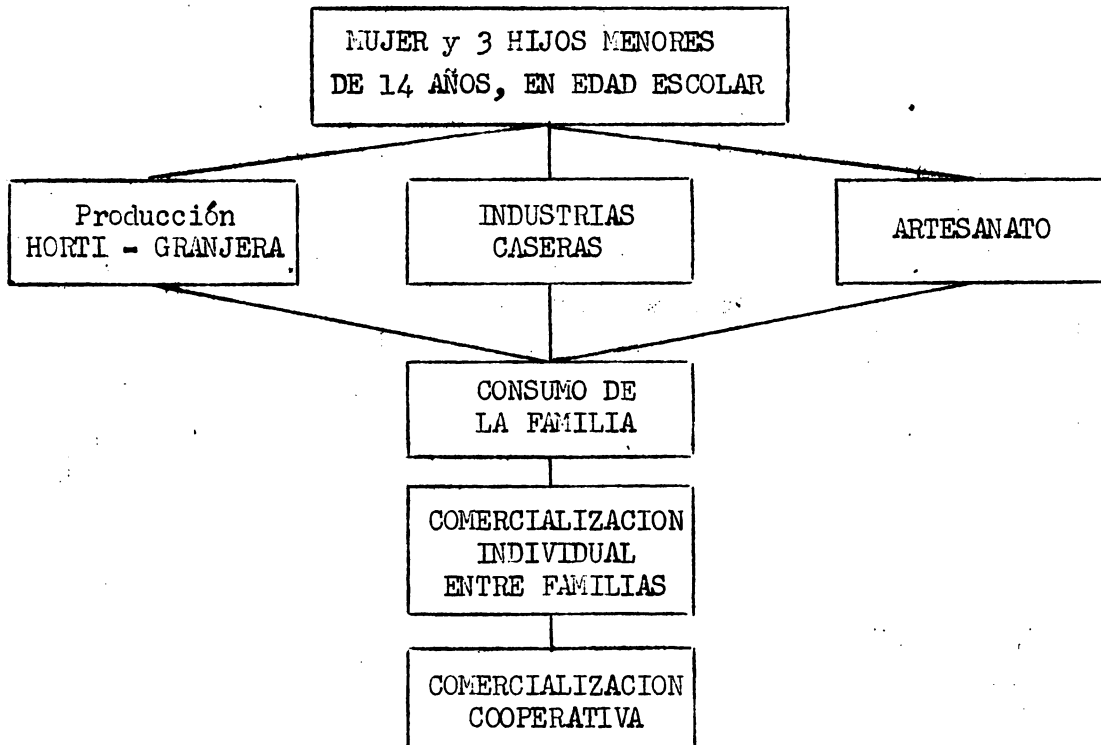 MUJER y 3 HIJOS MENORES
DE 14 AÑOS, EN EDAD ESCOLAR
Producción
HORTI - GRANJERA
INDUSTRIAS
CASERAS
ARTESANATO
CONSUMO DE
LA FAMILIA
COMERCIALIZACION
INDIVIDUAL
ENTRE FAMILIAS
COMERCIALIZACION
COOPERATIVA